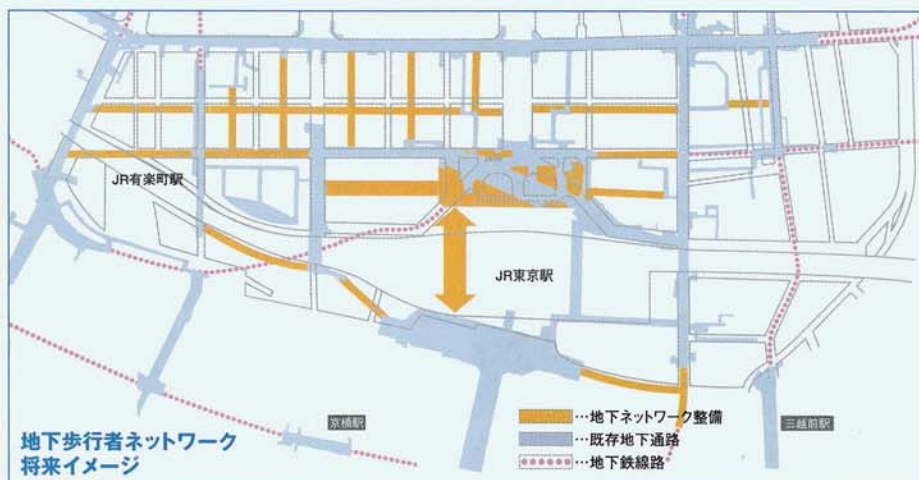 JR有楽町駅
JR東京駅
京橋駅
三越前駅
地下歩行者ネットワーク
将来イメージ
…地下ネットワーク整備
…既存地下通路
…地下鉄線路